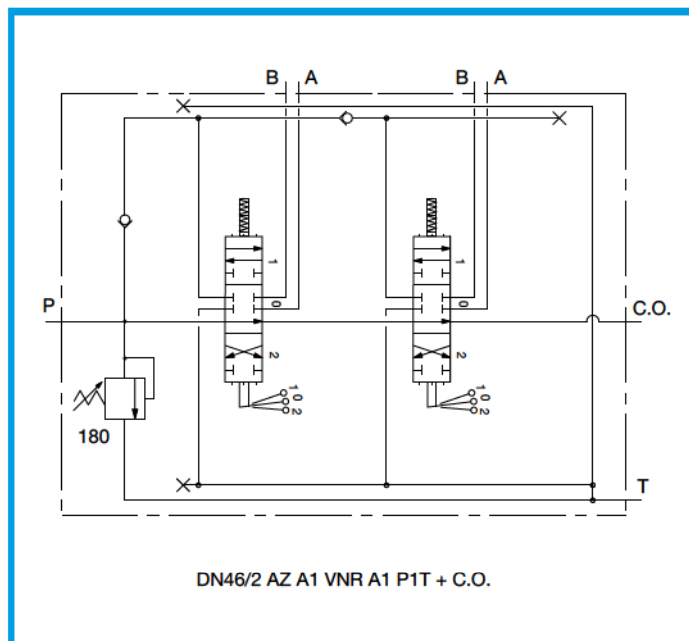 B A B A
1 1
P 0 0 C.O.
2 2
1 0 2 1 0 2
180
T
DN46/2 AZ A1 VNR A1 P1T + C.O.